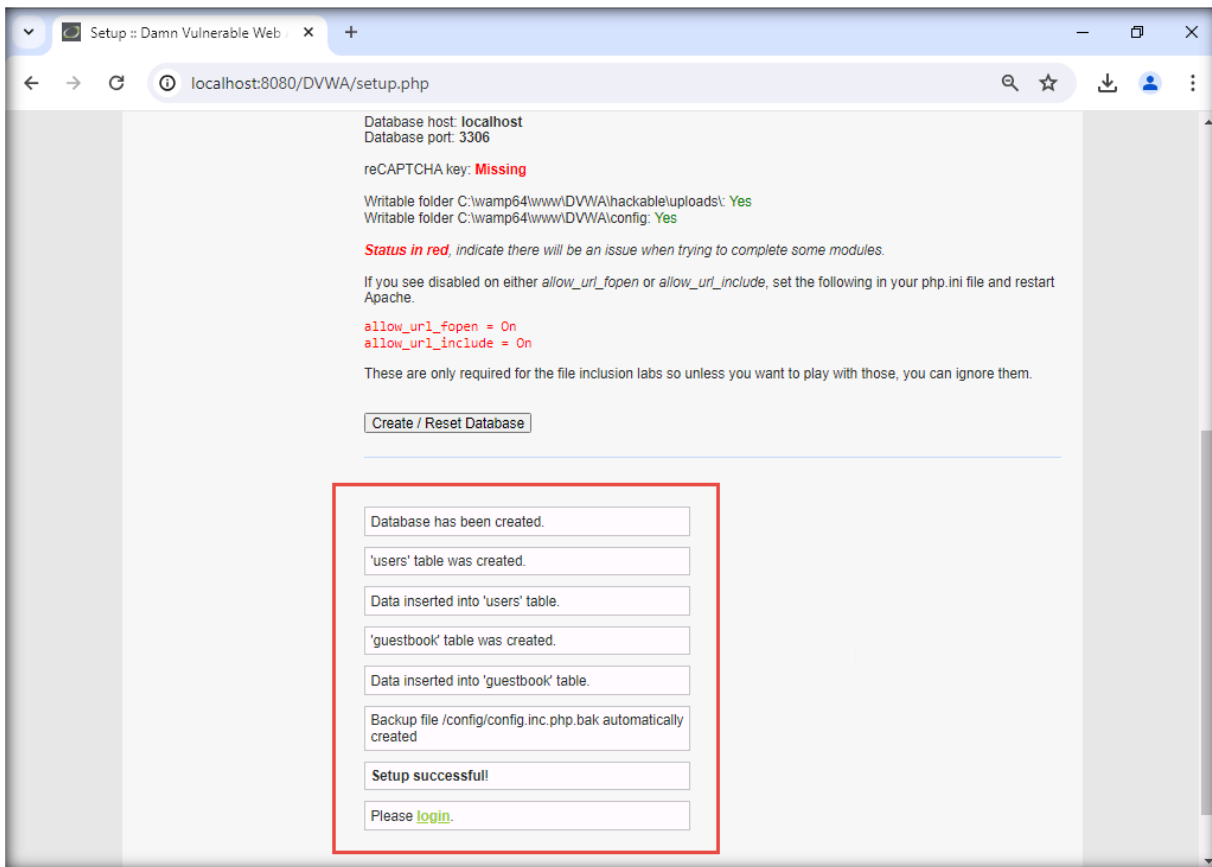 Setup :: Damn Vulnerable Web
localhost:8080/DVWA/setup.php
Database host: localhost
Database port: 3306
reCAPTCHA key: Missing
Writable folder C:\wamp64\www\DVWA\hackable\uploads\: Yes
Writable folder C:\wamp64\www\DVWA\config: Yes
Status in red, indicate there will be an issue when trying to complete some modules.
If you see disabled on either allow_url_fopen or allow_url_include, set the following in your php.ini file and restart
Apache.
allow_url_fopen = On
allow_url_include = On
These are only required for the file inclusion labs so unless you want to play with those, you can ignore them.
Create / Reset Database
Database has been created.
'users' table was created.
Data inserted into 'users' table.
'guestbook' table was created.
Data inserted into 'guestbook' table.
Backup file /config/config.inc.php.bak automatically
created
Setup successful!
Please login.